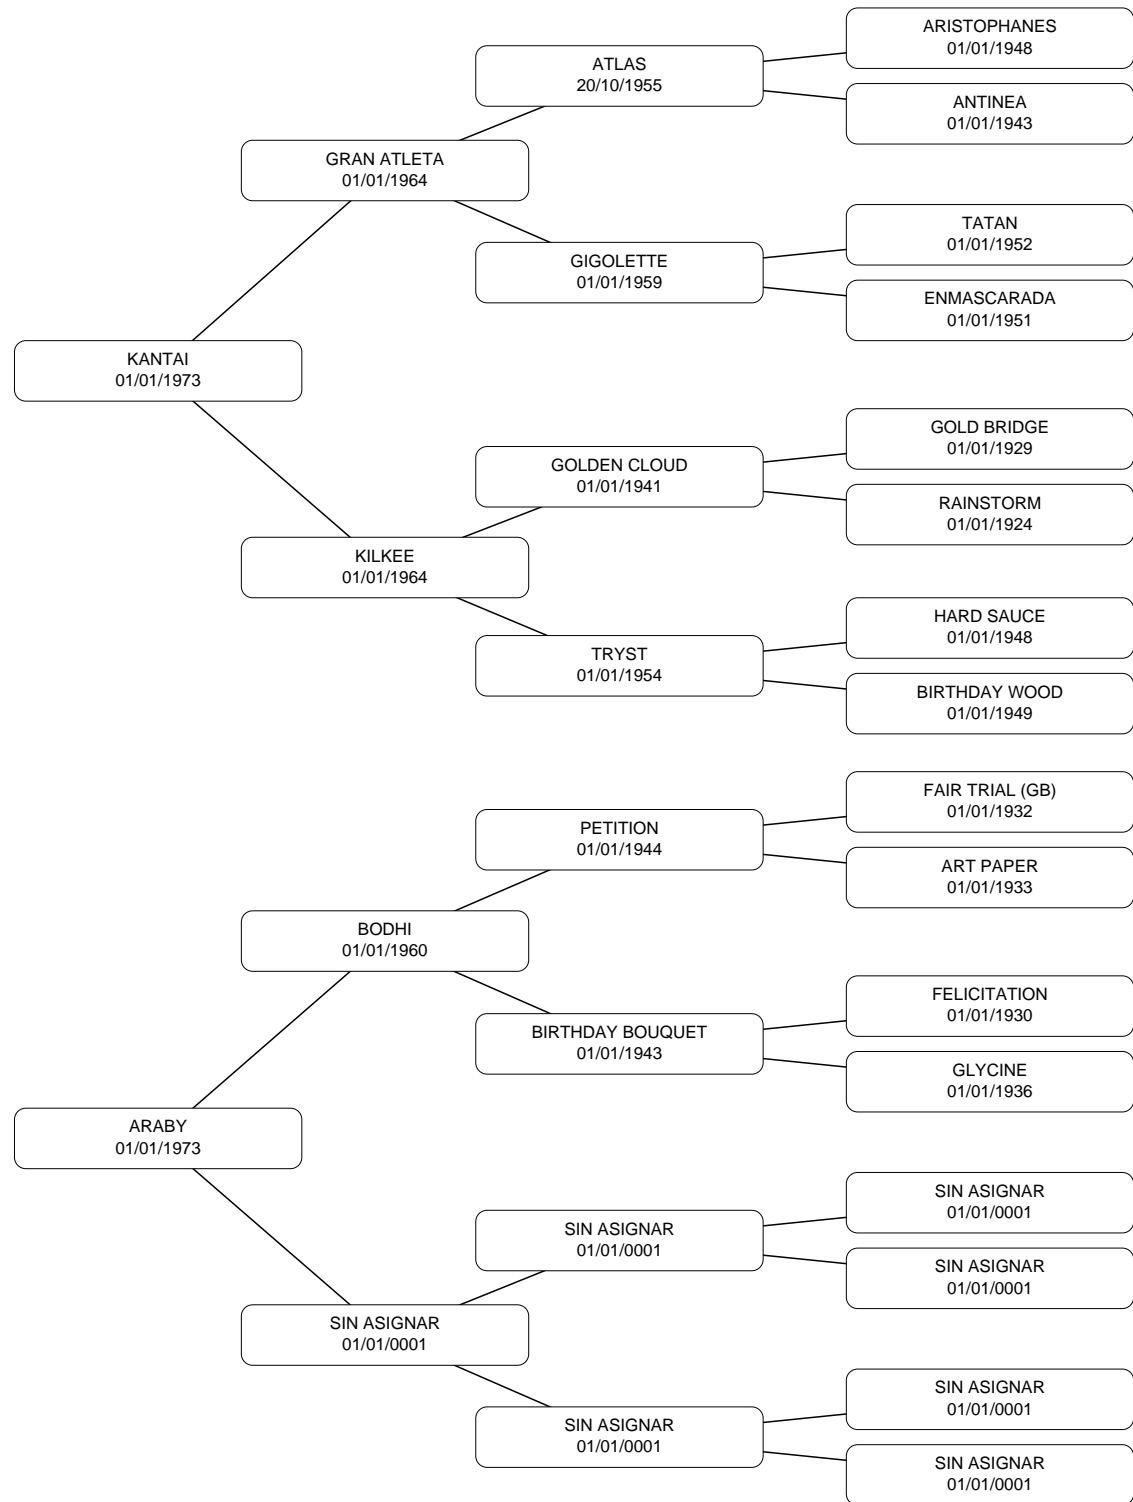 ARISTOPHANES
01/01/1948
ATLAS
20/10/1955
ANTINEA
01/01/1943
GRAN ATLETA
01/01/1964
TATAN
01/01/1952
GIGOLETTE
01/01/1959
ENMASCARADA
01/01/1951
KANTAI
01/01/1973
GOLD BRIDGE
01/01/1929
GOLDEN CLOUD
01/01/1941
RAINSTORM
01/01/1924
KILKEE
01/01/1964
HARD SAUCE
01/01/1948
TRYST
01/01/1954
BIRTHDAY WOOD
01/01/1949
FAIR TRIAL (GB)
01/01/1932
PETITION
01/01/1944
ART PAPER
01/01/1933
BODHI
01/01/1960
FELICITATION
01/01/1930
BIRTHDAY BOUQUET
01/01/1943
GLYCINE
01/01/1936
ARABY
01/01/1973
SIN ASIGNAR
01/01/0001
SIN ASIGNAR
01/01/0001
SIN ASIGNAR
01/01/0001
SIN ASIGNAR
01/01/0001
SIN ASIGNAR
01/01/0001
SIN ASIGNAR
01/01/0001
SIN ASIGNAR
01/01/0001